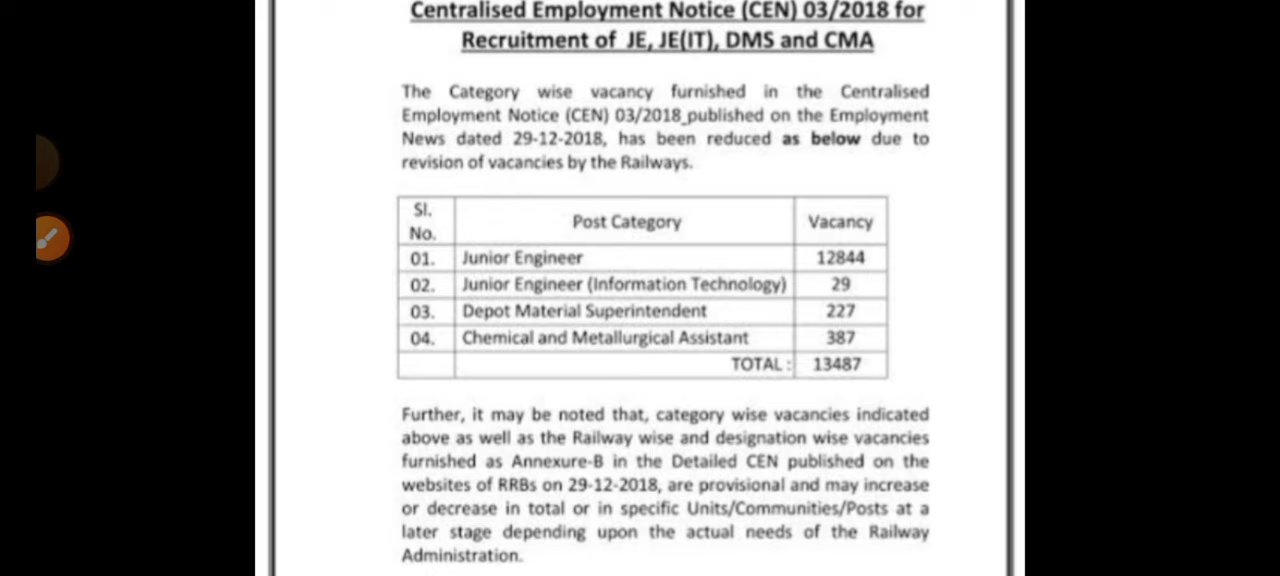 Centralised Employment Notice (CEN) 03/2018 for
Recruitment of JE, JE(IT), DMS and CMA
The Category wise vacancy furnished in the Centralised
Employment Notice (CEN) 03/2018 published on the Employment
News dated 29-12-2018, has been reduced as below due to
revision of vacancies by the Railways.
Sl. No. Post Category Vacancy
01. Junior Engineer 12844
02. Junior Engineer (Information Technology) 29
03. Depot Material Superintendent 227
04. Chemical and Metallurgical Assistant 387
TOTAL : 13487
Further, it may be noted that, category wise vacancies indicated
above as well as the Railway wise and designation wise vacancies
furnished as Annexure-B in the Detailed CEN published on the
websites of RRBs on 29-12-2018, are provisional and may increase
or decrease in total or in specific Units/Communities/Posts at a
later stage depending upon the actual needs of the Railway
Administration.